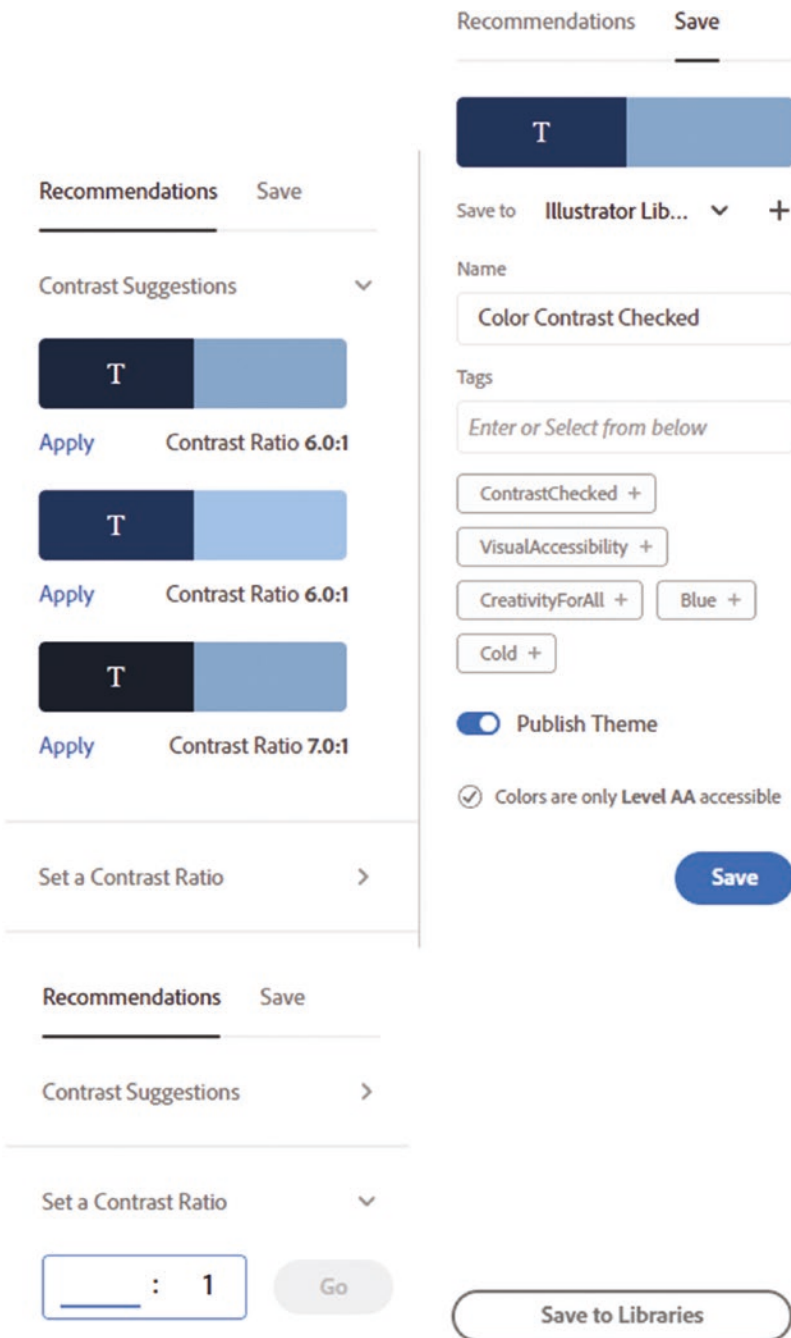 Recommendations Save
Contrast Suggestions
T
Apply Contrast Ratio 6.0:1
T
Apply Contrast Ratio 6.0:1
T
Apply Contrast Ratio 7.0:1
Set a Contrast Ratio
Recommendations Save
Contrast Suggestions
Set a Contrast Ratio
: 1 Go
Recommendations Save
T
Save to Illustrator Lib... +
Name
Color Contrast Checked
Tags
Enter or Select from below
ContrastChecked +
VisualAccessibility +
CreativityForAll + Blue +
Cold +
Publish Theme
Colors are only Level AA accessible
Save
Save to Libraries